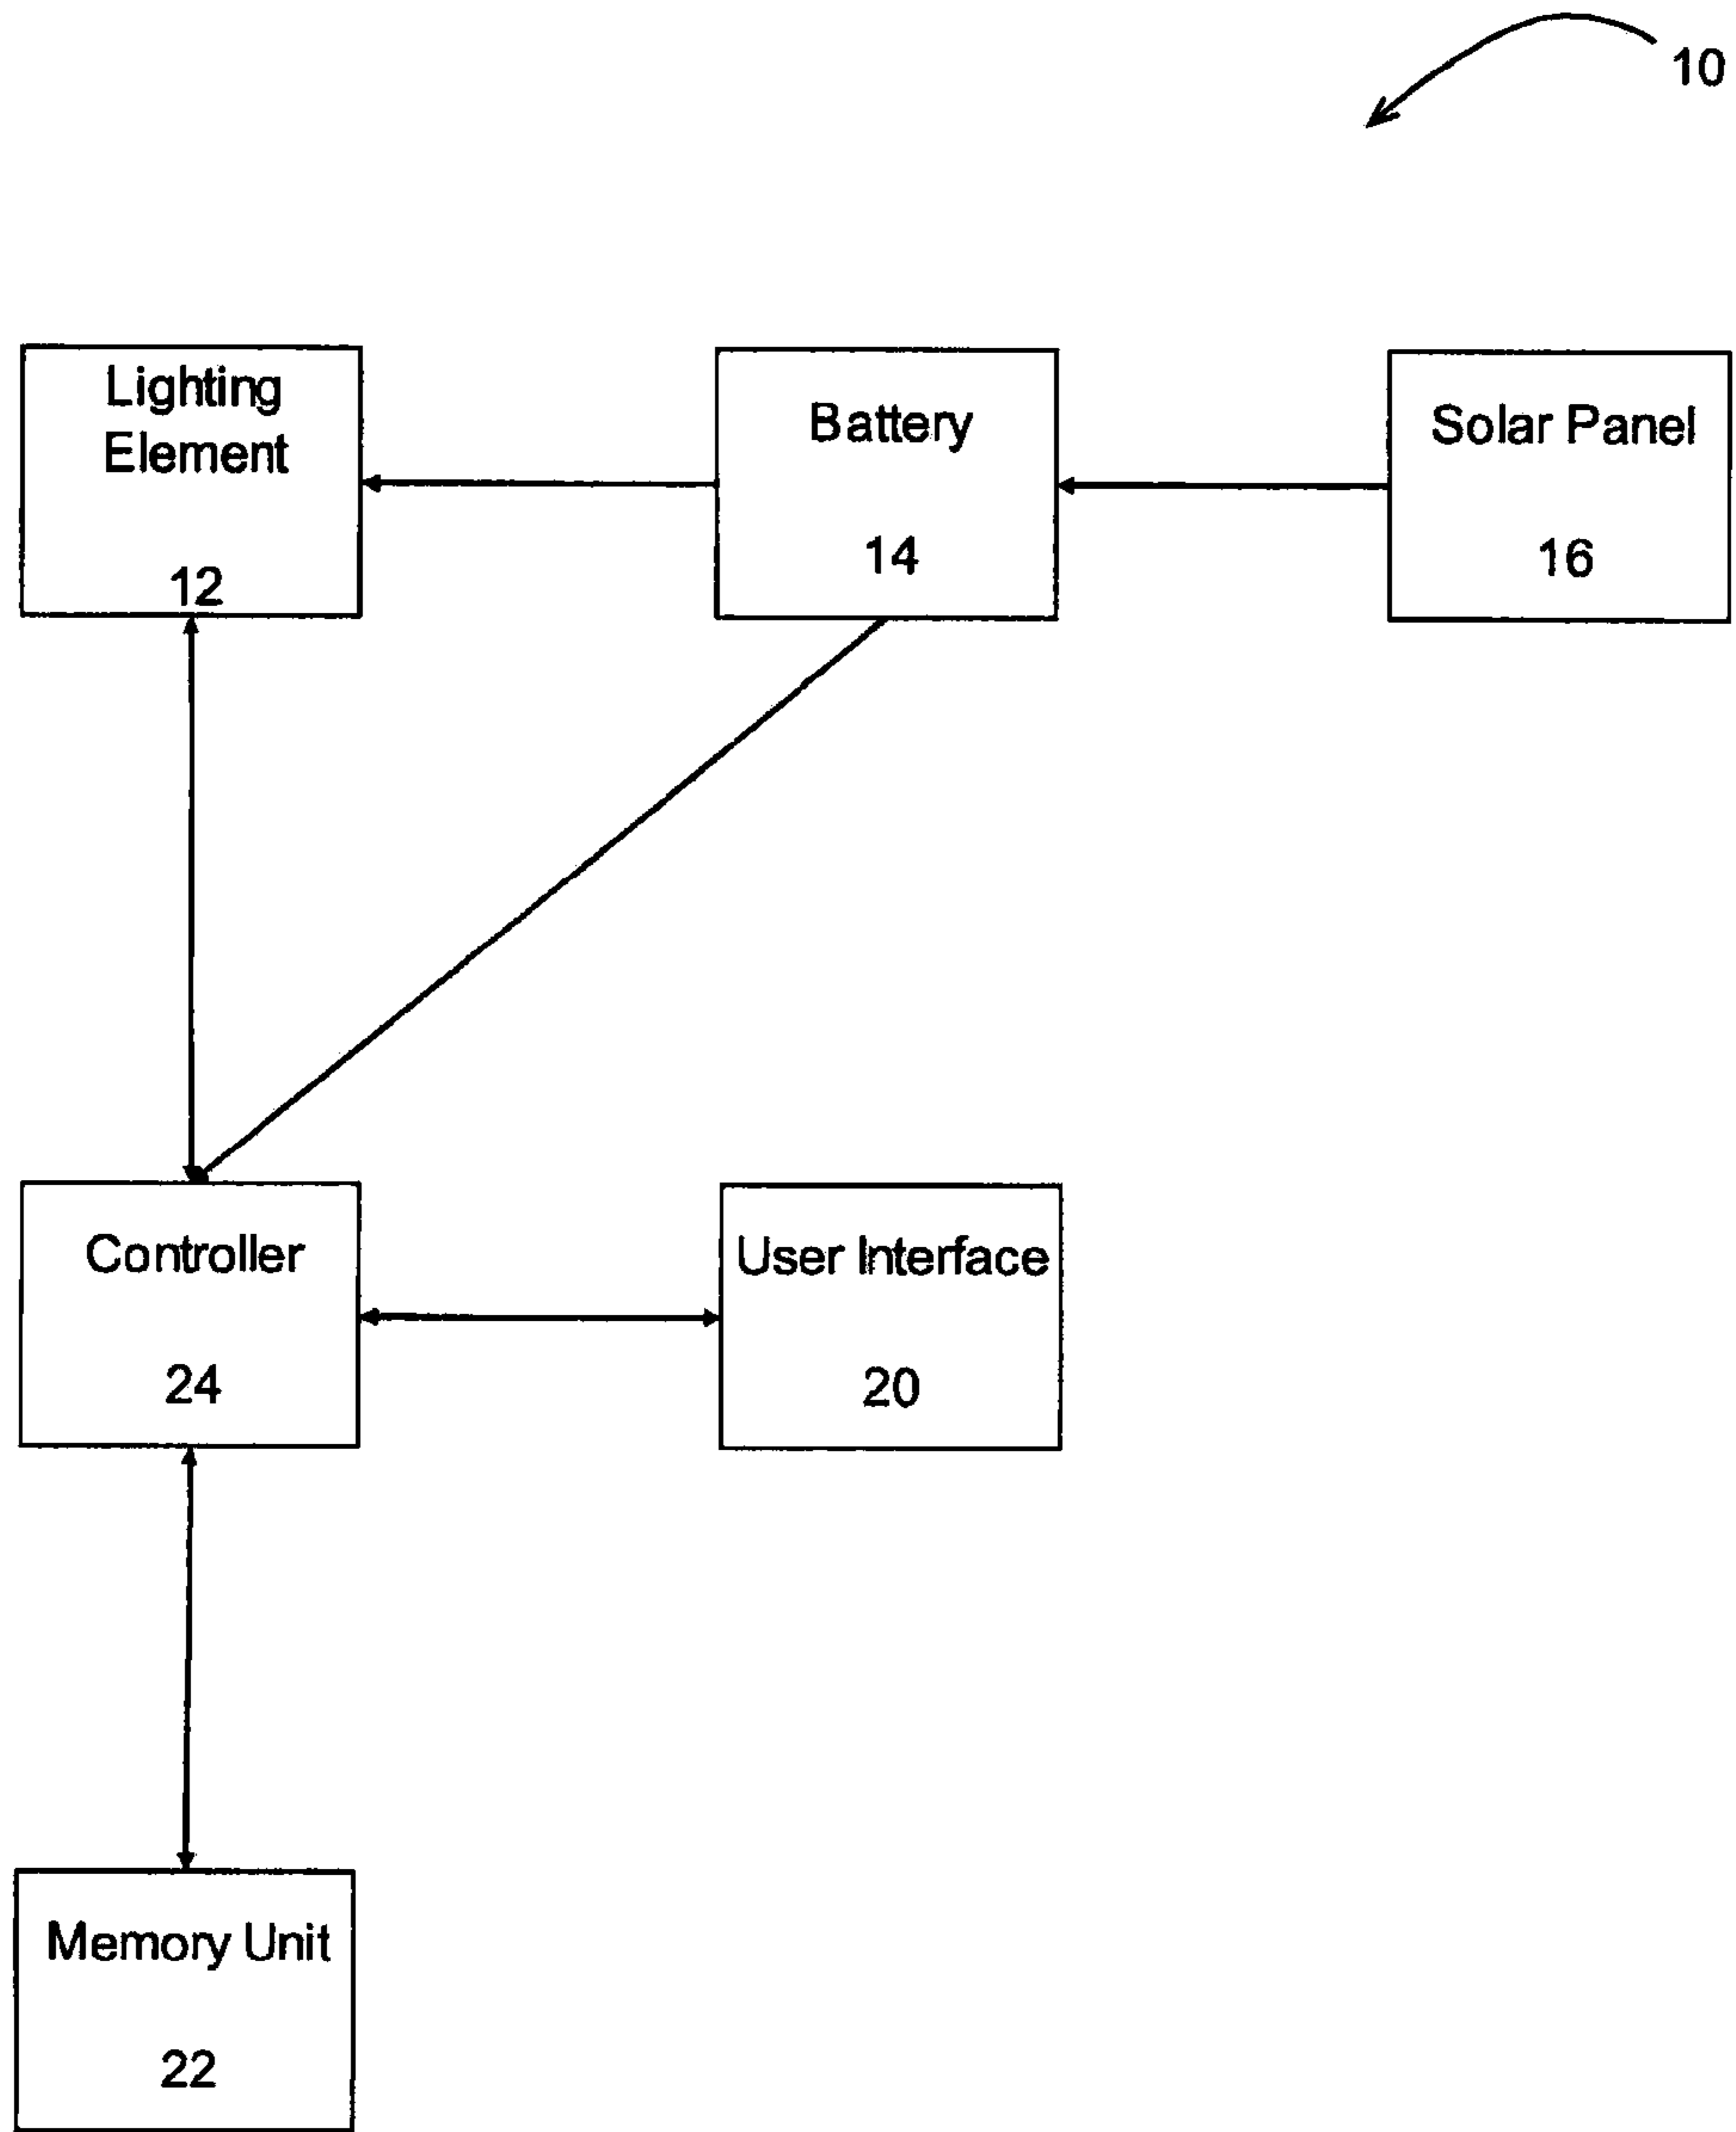 10
Lighting
Element
12
Battery
14
Solar Panel
16
Controller
24
User Interface
20
Memory Unit
22